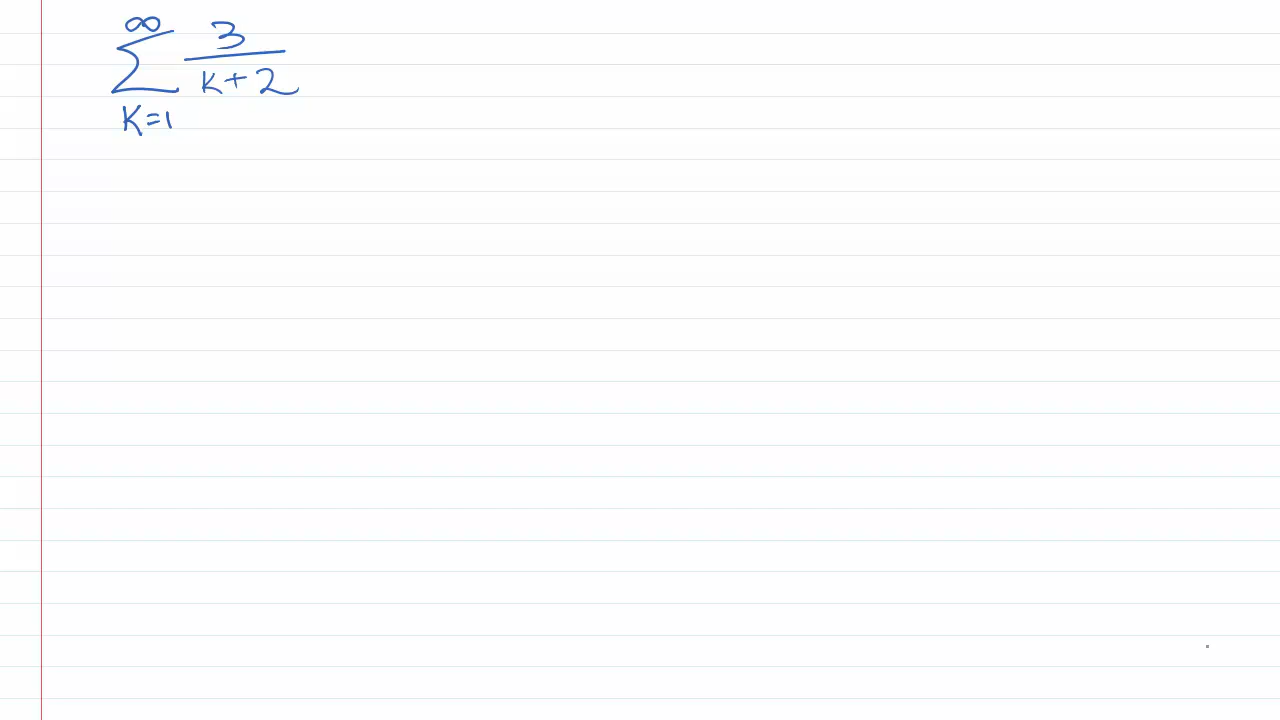 ∞
∑ 3/(k+2)
K=1